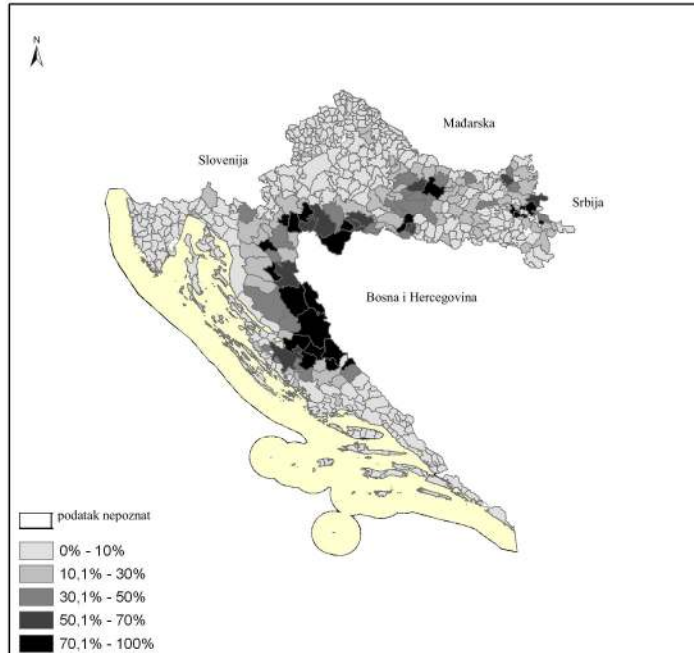 N
Mađarska
Slovenija
Srbija
Bosna i Hercegovina
podatak nepoznat
0% - 10%
10,1% - 30%
30,1% - 50%
50,1% - 70%
70,1% - 100%